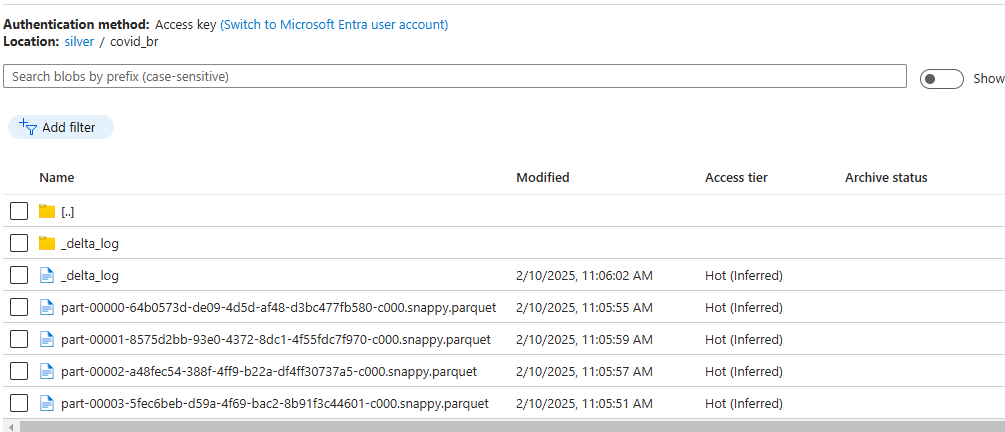 Authentication method: Access key (Switch to Microsoft Entra user account)
Location: silver / covid_br
Search blobs by prefix (case-sensitive)
Show
Add filter
Name Modified Access tier Archive status
[..]
_delta_log
_delta_log 2/10/2025, 11:06:02 AM Hot (Inferred)
part-00000-64b0573d-de09-4d5d-af48-d3bc477fb580-c000.snappy.parquet 2/10/2025, 11:05:55 AM Hot (Inferred)
part-00001-8575d2bb-93e0-4372-8dc1-4f55fdc7f970-c000.snappy.parquet 2/10/2025, 11:05:59 AM Hot (Inferred)
part-00002-a48fec54-388f-4ff9-b22a-df4ff30737a5-c000.snappy.parquet 2/10/2025, 11:05:57 AM Hot (Inferred)
part-00003-5fec6beb-d59a-4f69-bac2-8b91f3c44601-c000.snappy.parquet 2/10/2025, 11:05:51 AM Hot (Inferred)